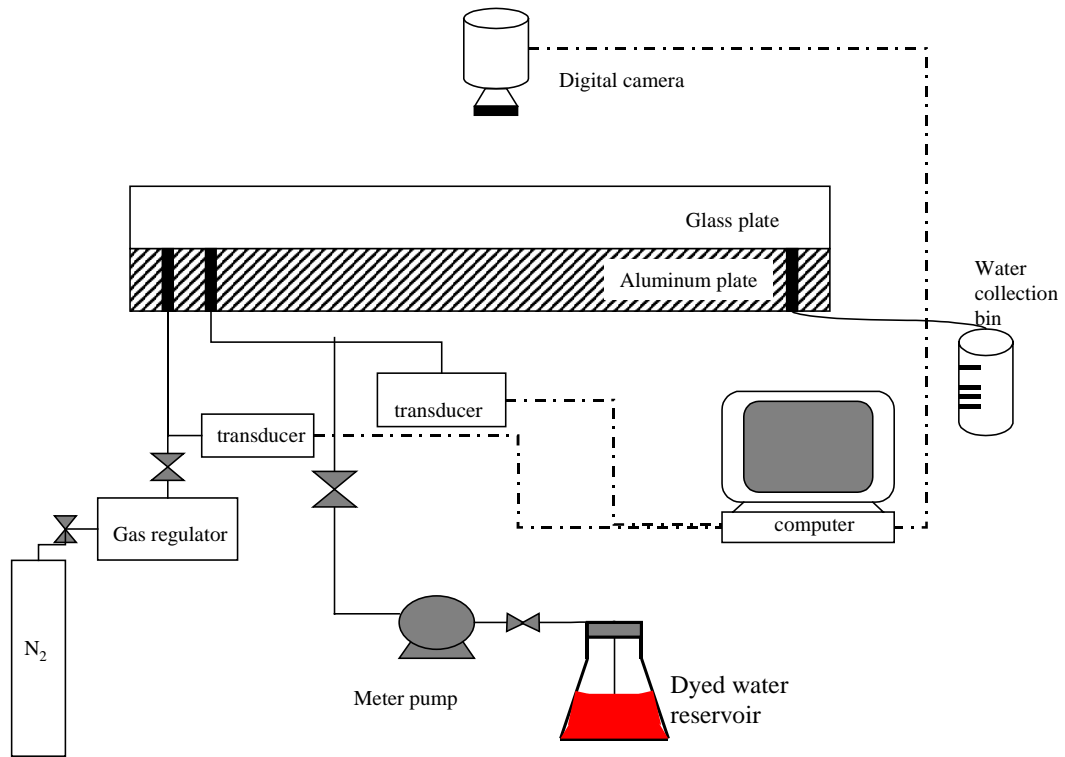 Digital camera
Glass plate
Aluminum plate
Water
collection
bin
transducer
transducer
Gas regulator
computer
N2
Meter pump
Dyed water
reservoir